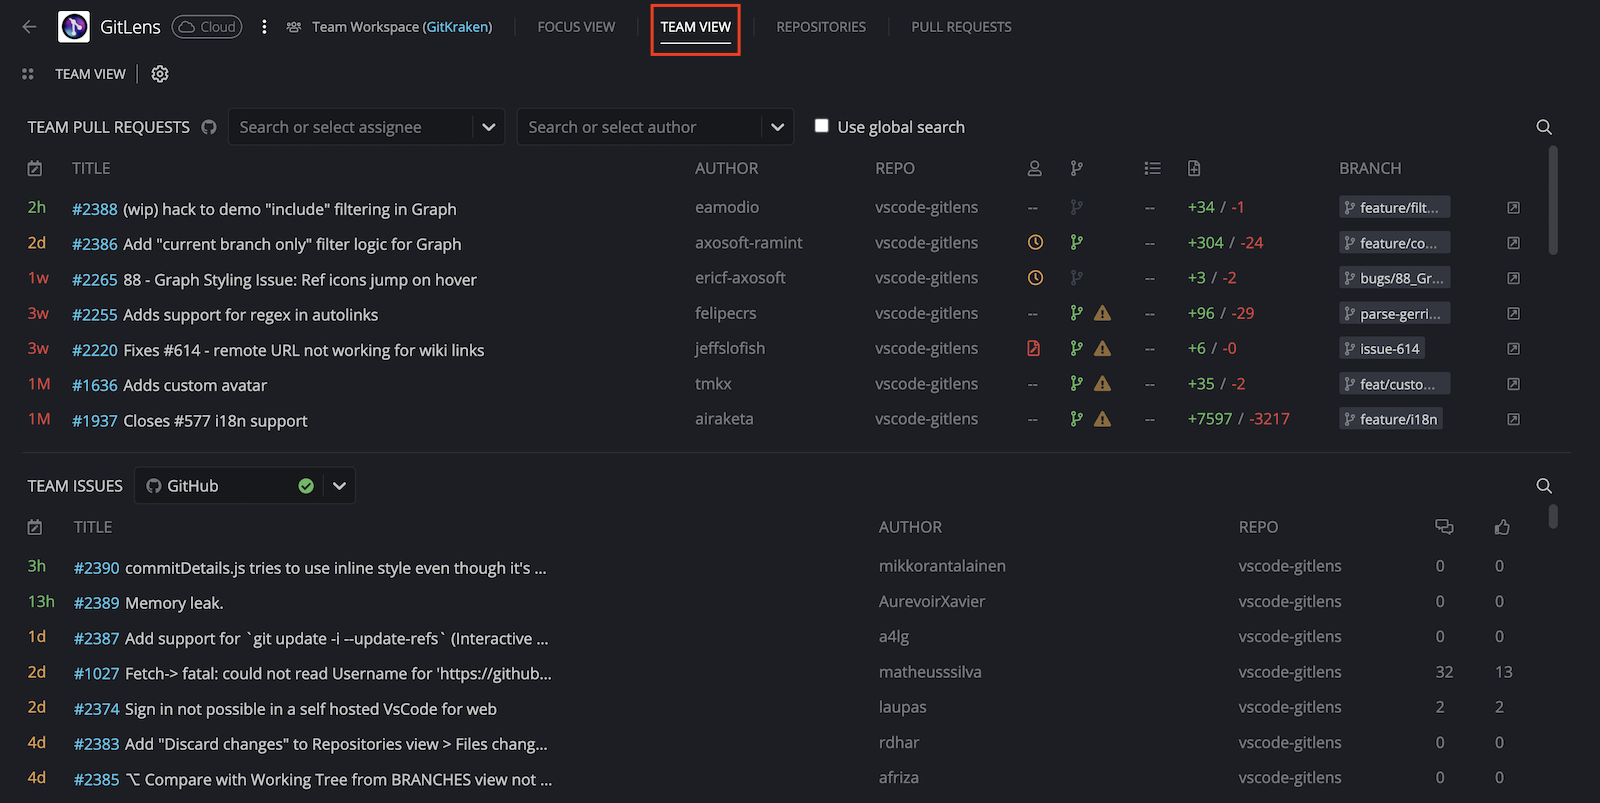 GitLens Cloud Team Workspace (GitKraken) FOCUS VIEW TEAM VIEW REPOSITORIES PULL REQUESTS
TEAM VIEW
TEAM PULL REQUESTS Search or select assignee Search or select author Use global search
TITLE AUTHOR REPO BRANCH
2h #2388 (wip) hack to demo "include" filtering in Graph eamodio vscode-gitlens -- -- +34 / -1 feature/filt...
2d #2386 Add "current branch only" filter logic for Graph axosoft-ramint vscode-gitlens -- +304 / -24 feature/co...
1w #2265 88 - Graph Styling Issue: Ref icons jump on hover ericf-axosoft vscode-gitlens -- +3 / -2 bugs/88_Gr...
3w #2255 Adds support for regex in autolinks felipecrs vscode-gitlens -- -- +96 / -29 parse-gerri...
3w #2220 Fixes #614 - remote URL not working for wiki links jeffslofish vscode-gitlens -- +6 / -0 issue-614
1M #1636 Adds custom avatar tmkx vscode-gitlens -- -- +35 / -2 feat/custo...
1M #1937 Closes #577 i18n support airaketa vscode-gitlens -- -- +7597 / -3217 feature/i18n
TEAM ISSUES GitHub
TITLE AUTHOR REPO
3h #2390 commitDetails.js tries to use inline style even though it's ... mikkorantalainen vscode-gitlens 0 0
13h #2389 Memory leak. AurevoirXavier vscode-gitlens 0 0
1d #2387 Add support for `git update -i --update-refs` (Interactive ... a4lg vscode-gitlens 0 0
2d #1027 Fetch-> fatal: could not read Username for 'https://github... matheusssilva vscode-gitlens 32 13
2d #2374 Sign in not possible in a self hosted VsCode for web laupas vscode-gitlens 2 2
4d #2383 Add "Discard changes" to Repositories view > Files chang... rdhar vscode-gitlens 0 0
4d #2385 ⌥ Compare with Working Tree from BRANCHES view not ... afriza vscode-gitlens 0 0